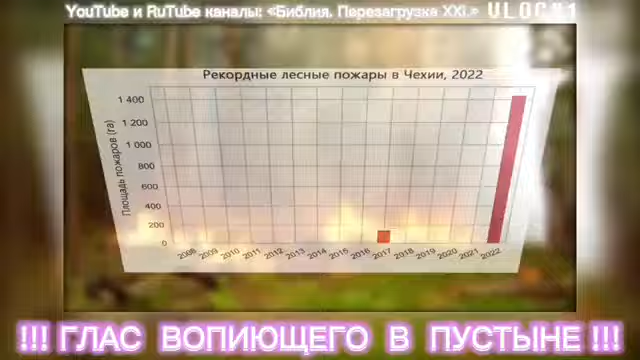 YouTube и RuTube каналы: «Библия. Перезагрузка XXI.» VLOG#1
Рекордные лесные пожары в Чехии, 2022
Площадь пожаров (га)
1 400
1 200
1 000
800
600
400
200
0
2008 2009 2010 2011 2012 2013 2014 2015 2016 2017 2018 2019 2020 2021 2022
!!! ГЛАС ВОПИЮЩЕГО В ПУСТЫНЕ !!!